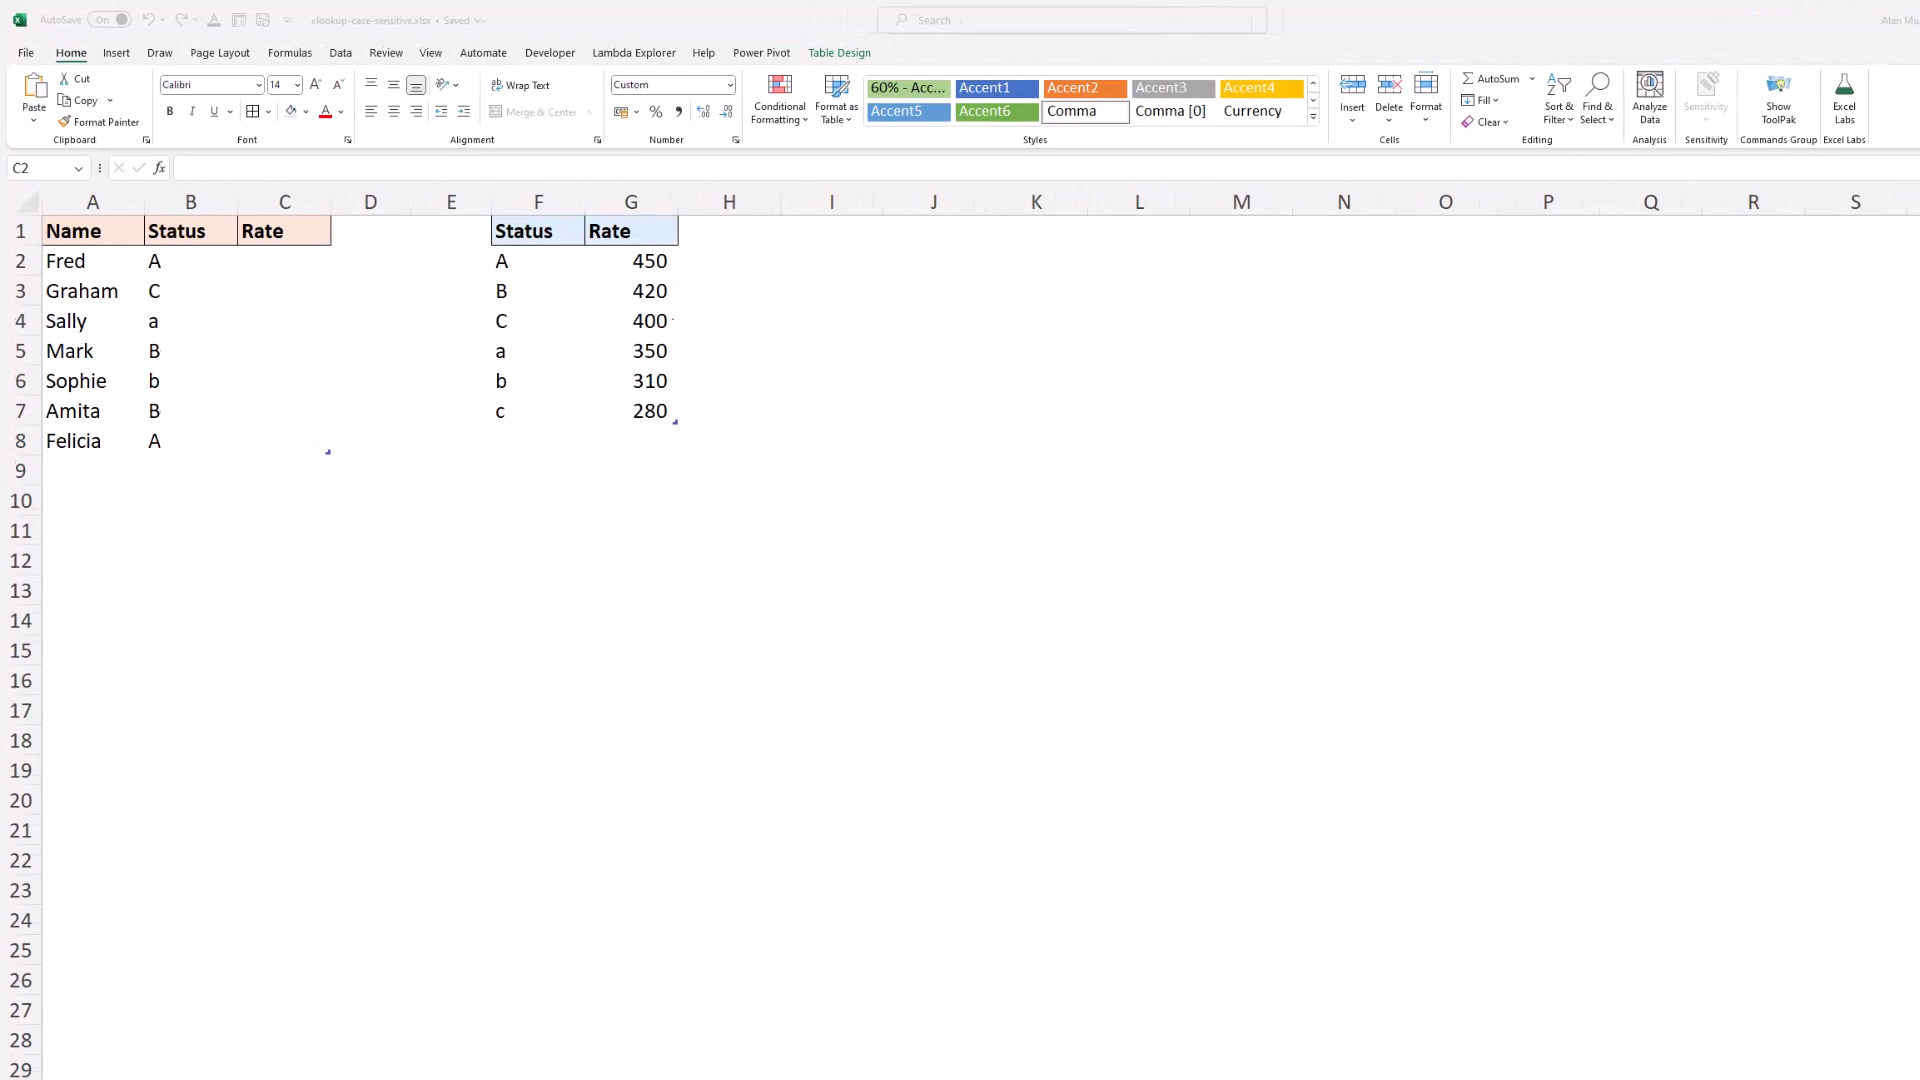 AutoSave On xlookup-case-sensitive.xlsx • Saved Search Alan Mu
File Home Insert Draw Page Layout Formulas Data Review View Automate Developer Lambda Explorer Help Power Pivot Table Design
Paste
Cut
Copy
Format Painter
Clipboard
Calibri 14
B I U
Font
Wrap Text
Merge & Center
Alignment
Custom
Number
Conditional Formatting
Format as Table
60% - Acc... Accent1 Accent2 Accent3 Accent4
Accent5 Accent6 Comma Comma [0] Currency
Styles
Insert Delete Format
Cells
AutoSum
Fill
Clear
Sort & Filter
Find & Select
Editing
Analyze Data
Analysis
Sensitivity
Sensitivity
Show ToolPak
Commands Group
Excel Labs
Excel Labs
C2 fx
A B C D E F G H I J K L M N O P Q R S
1 Name Status Rate Status Rate
2 Fred A A 450
3 Graham C B 420
4 Sally a C 400
5 Mark B a 350
6 Sophie b b 310
7 Amita B c 280
8 Felicia A
9
10
11
12
13
14
15
16
17
18
19
20
21
22
23
24
25
26
27
28
29